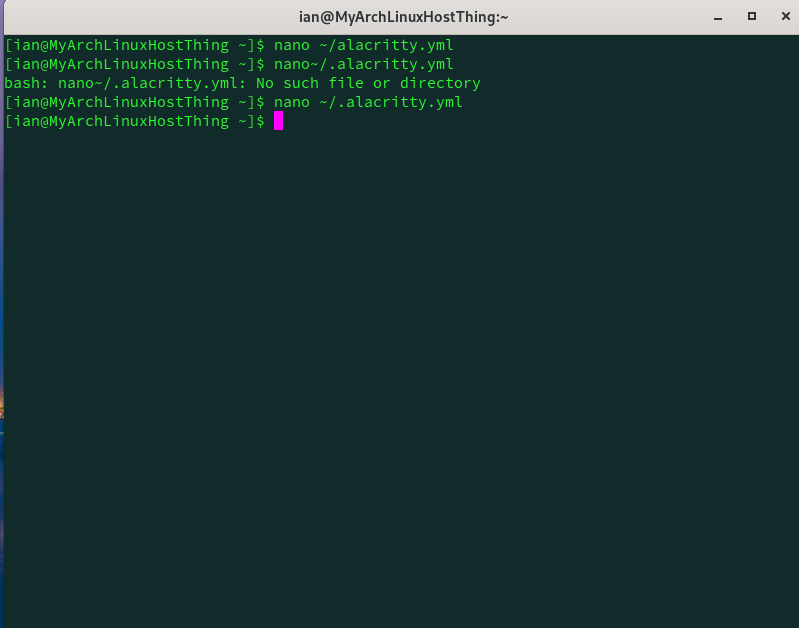 ian@MyArchLinuxHostThing:~
[ian@MyArchLinuxHostThing ~]$ nano ~/alacritty.yml
[ian@MyArchLinuxHostThing ~]$ nano~/.alacritty.yml
bash: nano~/.alacritty.yml: No such file or directory
[ian@MyArchLinuxHostThing ~]$ nano ~/.alacritty.yml
[ian@MyArchLinuxHostThing ~]$